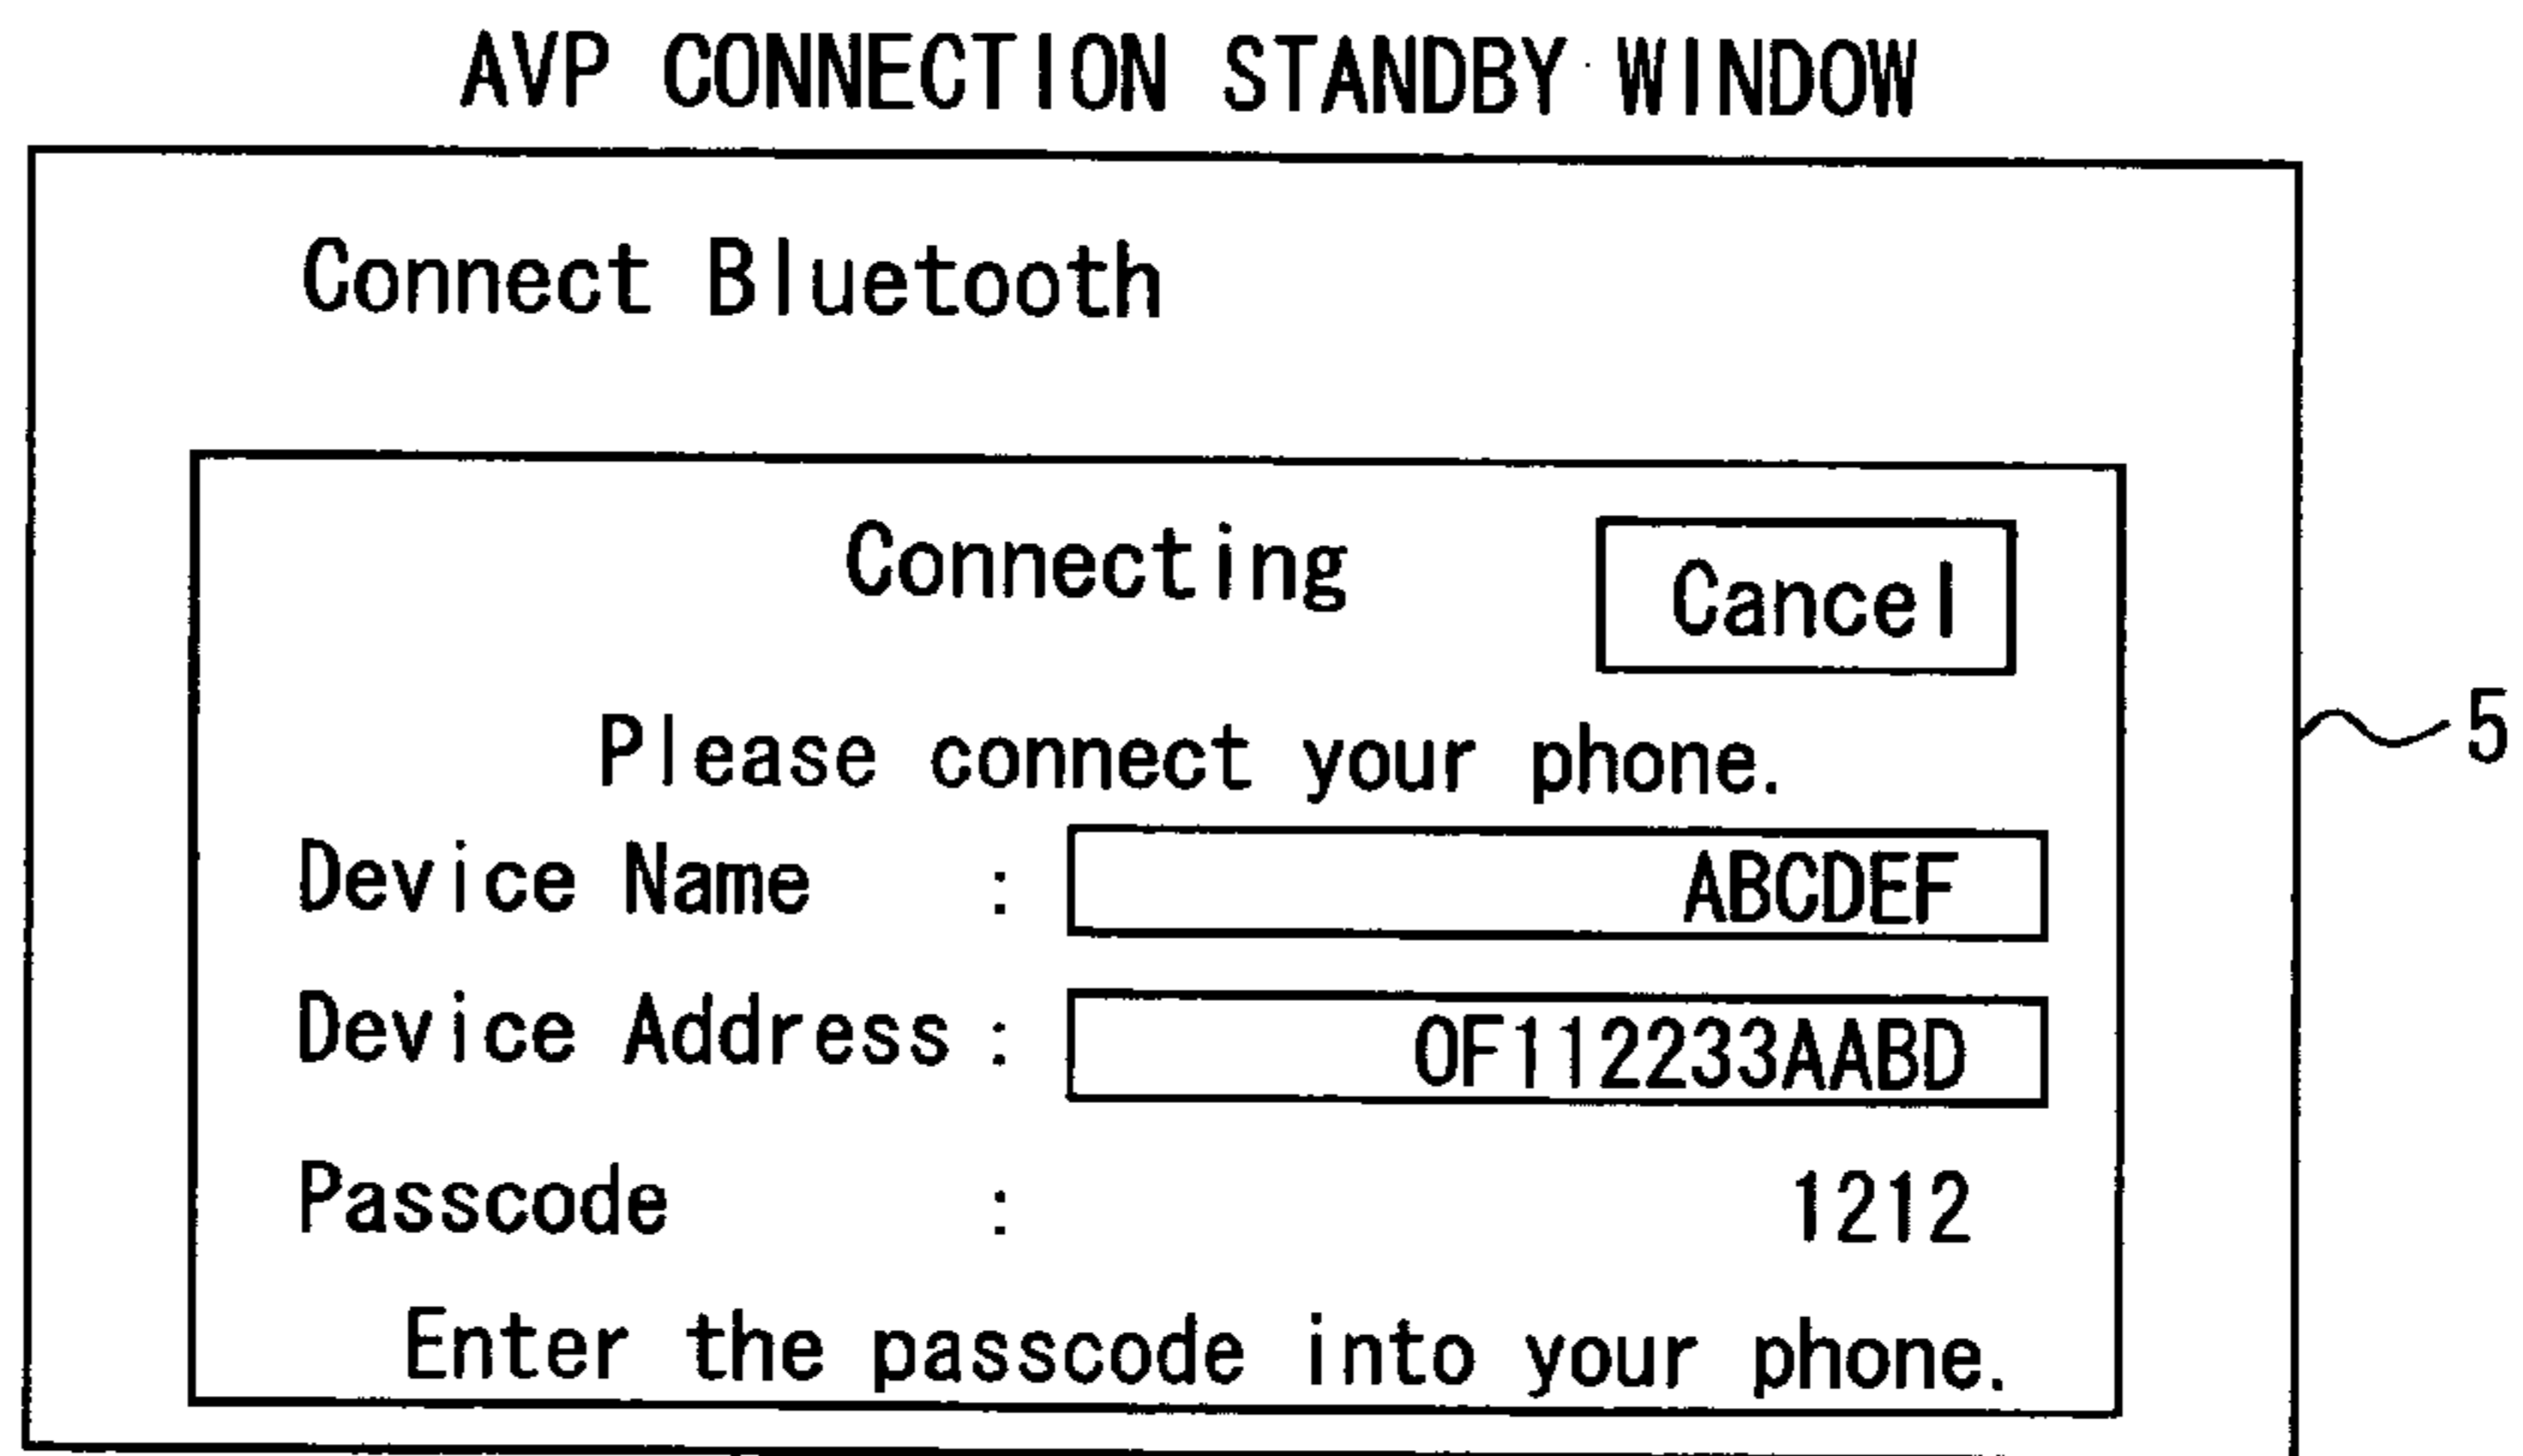 AVP CONNECTION STANDBY WINDOW
Connect Bluetooth
Connecting
Cancel
Please connect your phone.
5
Device Name : ABCDEF
Device Address : 0F112233AABD
Passcode : 1212
Enter the passcode into your phone.